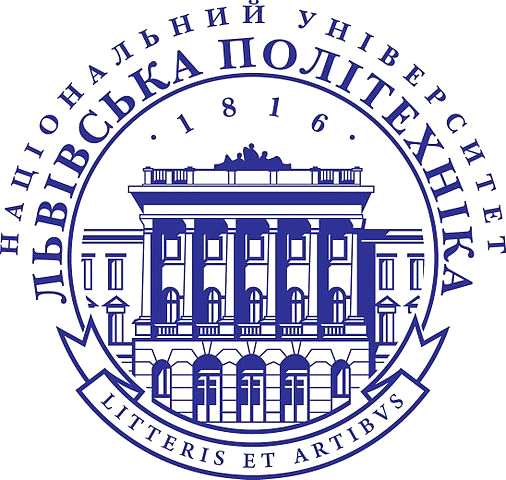 НАЦІОНАЛЬНИЙ УНІВЕРСИТЕТ
ЛЬВІВСЬКА ПОЛІТЕХНІКА
· 1816 ·
LITTERIS ET ARTIBVS